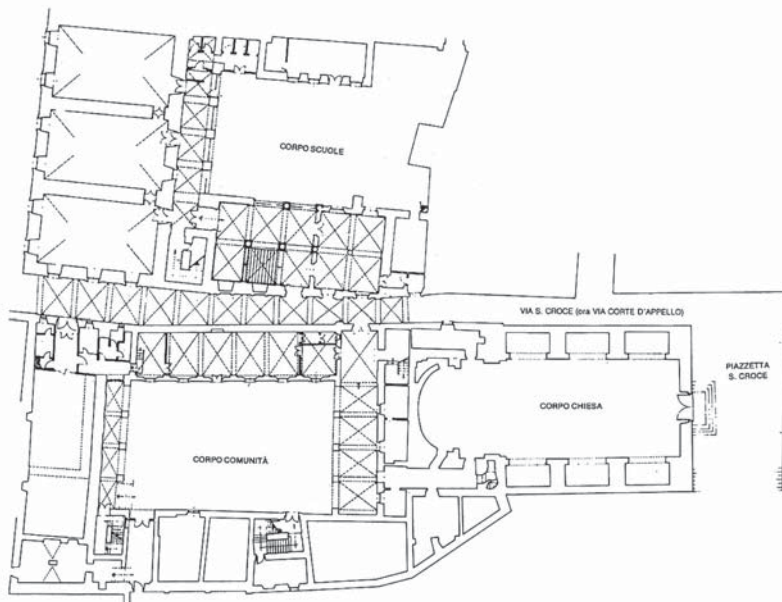 CORPO SCUOLE
VIA S. CROCE (ora VIA CORTE D'APPELLO)
PIAZZETTA
S. CROCE
CORPO CHIESA
CORPO COMUNITÀ